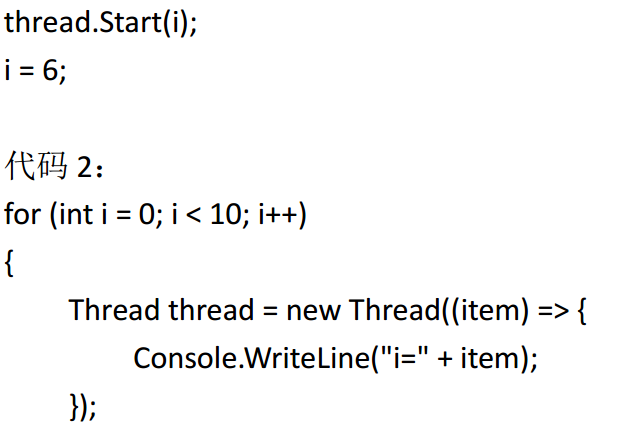 thread.Start(i);
i = 6;
代码 2：
for (int i = 0; i < 10; i++)
{
Thread thread = new Thread((item) => {
Console.WriteLine("i=" + item);
});